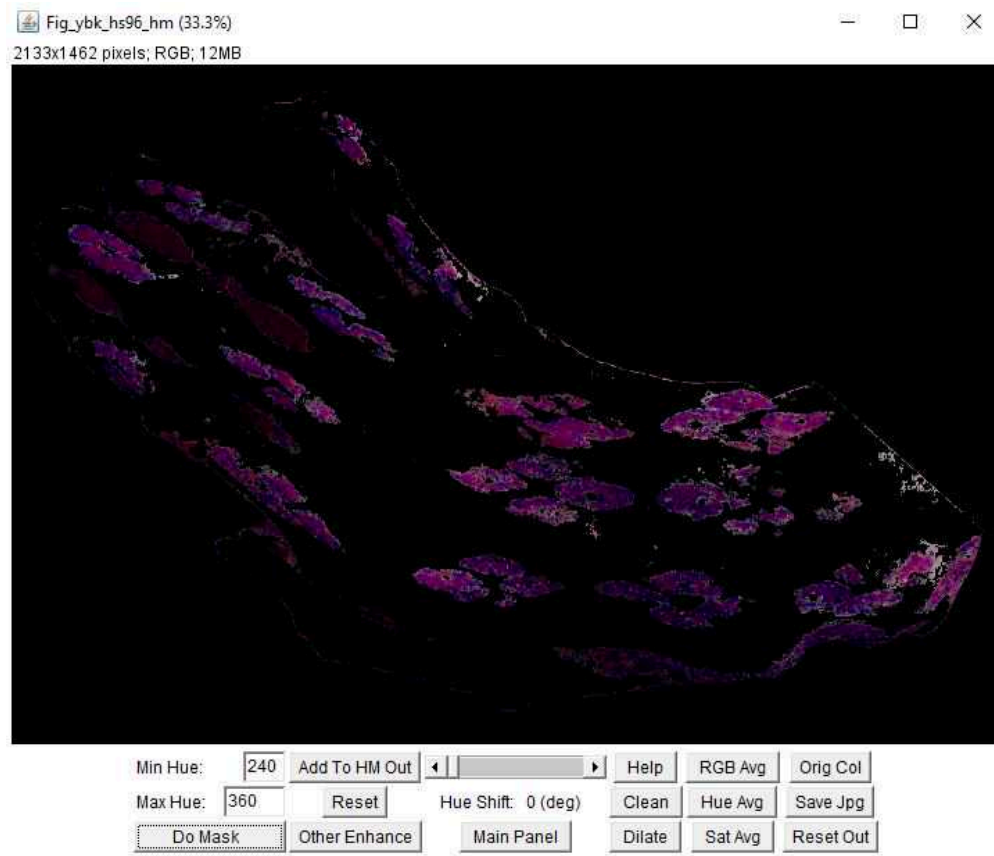 Fig_ybk_hs96_hm (33.3%)
2133x1462 pixels; RGB; 12MB
Min Hue: 240 Add To HM Out Help RGB Avg Orig Col
Max Hue: 360 Reset Hue Shift: 0 (deg) Clean Hue Avg Save Jpg
Do Mask Other Enhance Main Panel Dilate Sat Avg Reset Out